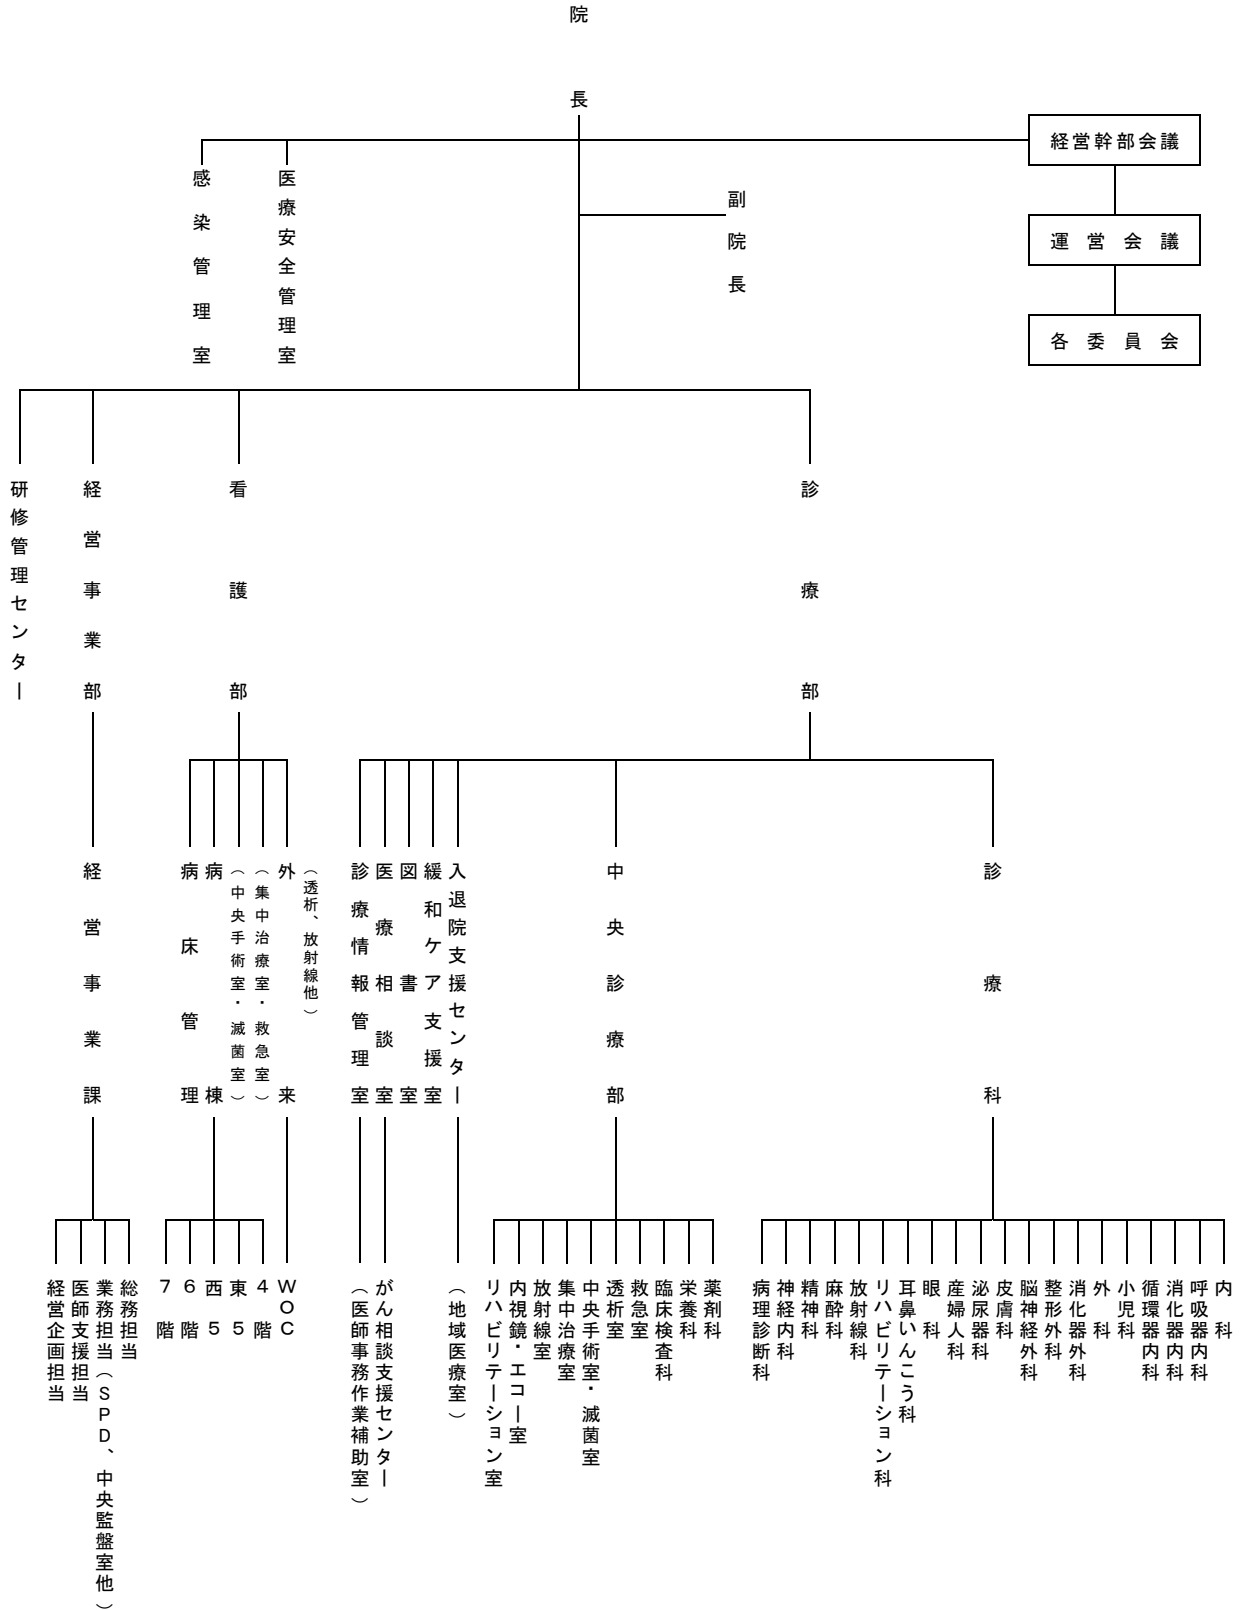 院長
経営幹部会議
運営会議
各委員会
副院長
医療安全管理室
感染管理室
診療部
看護部
経営事業部
研修管理センター
診療科
中央診療部
入退院支援センター
緩和ケア支援室
図書室
医療相談室
診療情報管理室
（透析、放射線他）
外来
（集中治療室・救急室）
（中央手術室・滅菌室）
病棟
病床管理
経営事業課
内科
呼吸器内科
消化器内科
循環器内科
小児科
外科
消化器外科
整形外科
脳神経外科
皮膚科
泌尿器科
産婦人科
眼科
耳鼻いんこう科
リハビリテーション科
放射線科
麻酔科
精神科
神経内科
病理診断科
薬剤科
栄養科
臨床検査科
救急室
透析室
中央手術室・滅菌室
集中治療室
放射線室
内視鏡・エコー室
リハビリテーション室
（地域医療室）
がん相談支援センター
（医師事務作業補助室）
ＷＯＣ
４階
東５
西５
６階
７階
総務担当
業務担当（ＳＰＤ、中央監盤室他）
医師支援担当
経営企画担当